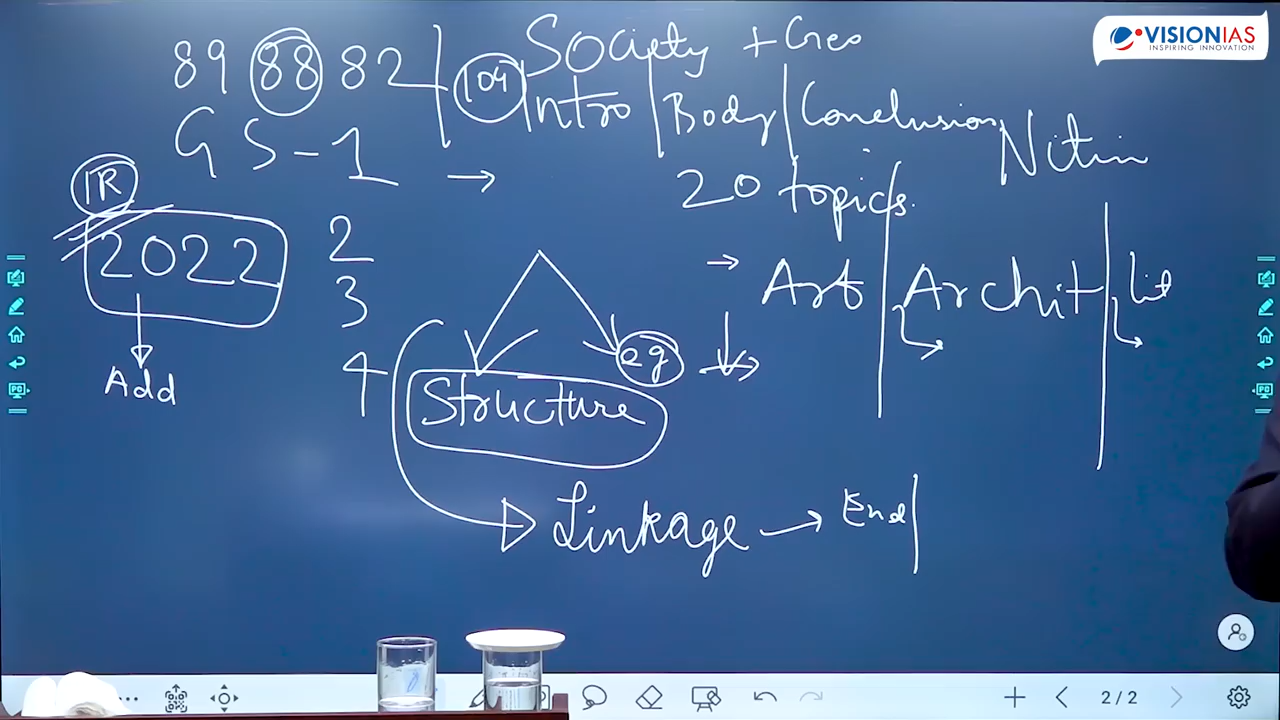 VISIONIAS
INSPIRING INNOVATION
89 88 82 104 Society + Geo
Intro Body Conclusion
GS-1 → 20 topics Nitin
IR
2022 2
3
4
→ Art Archit Lit
eg
Add Structure
Linkage → End
2/2